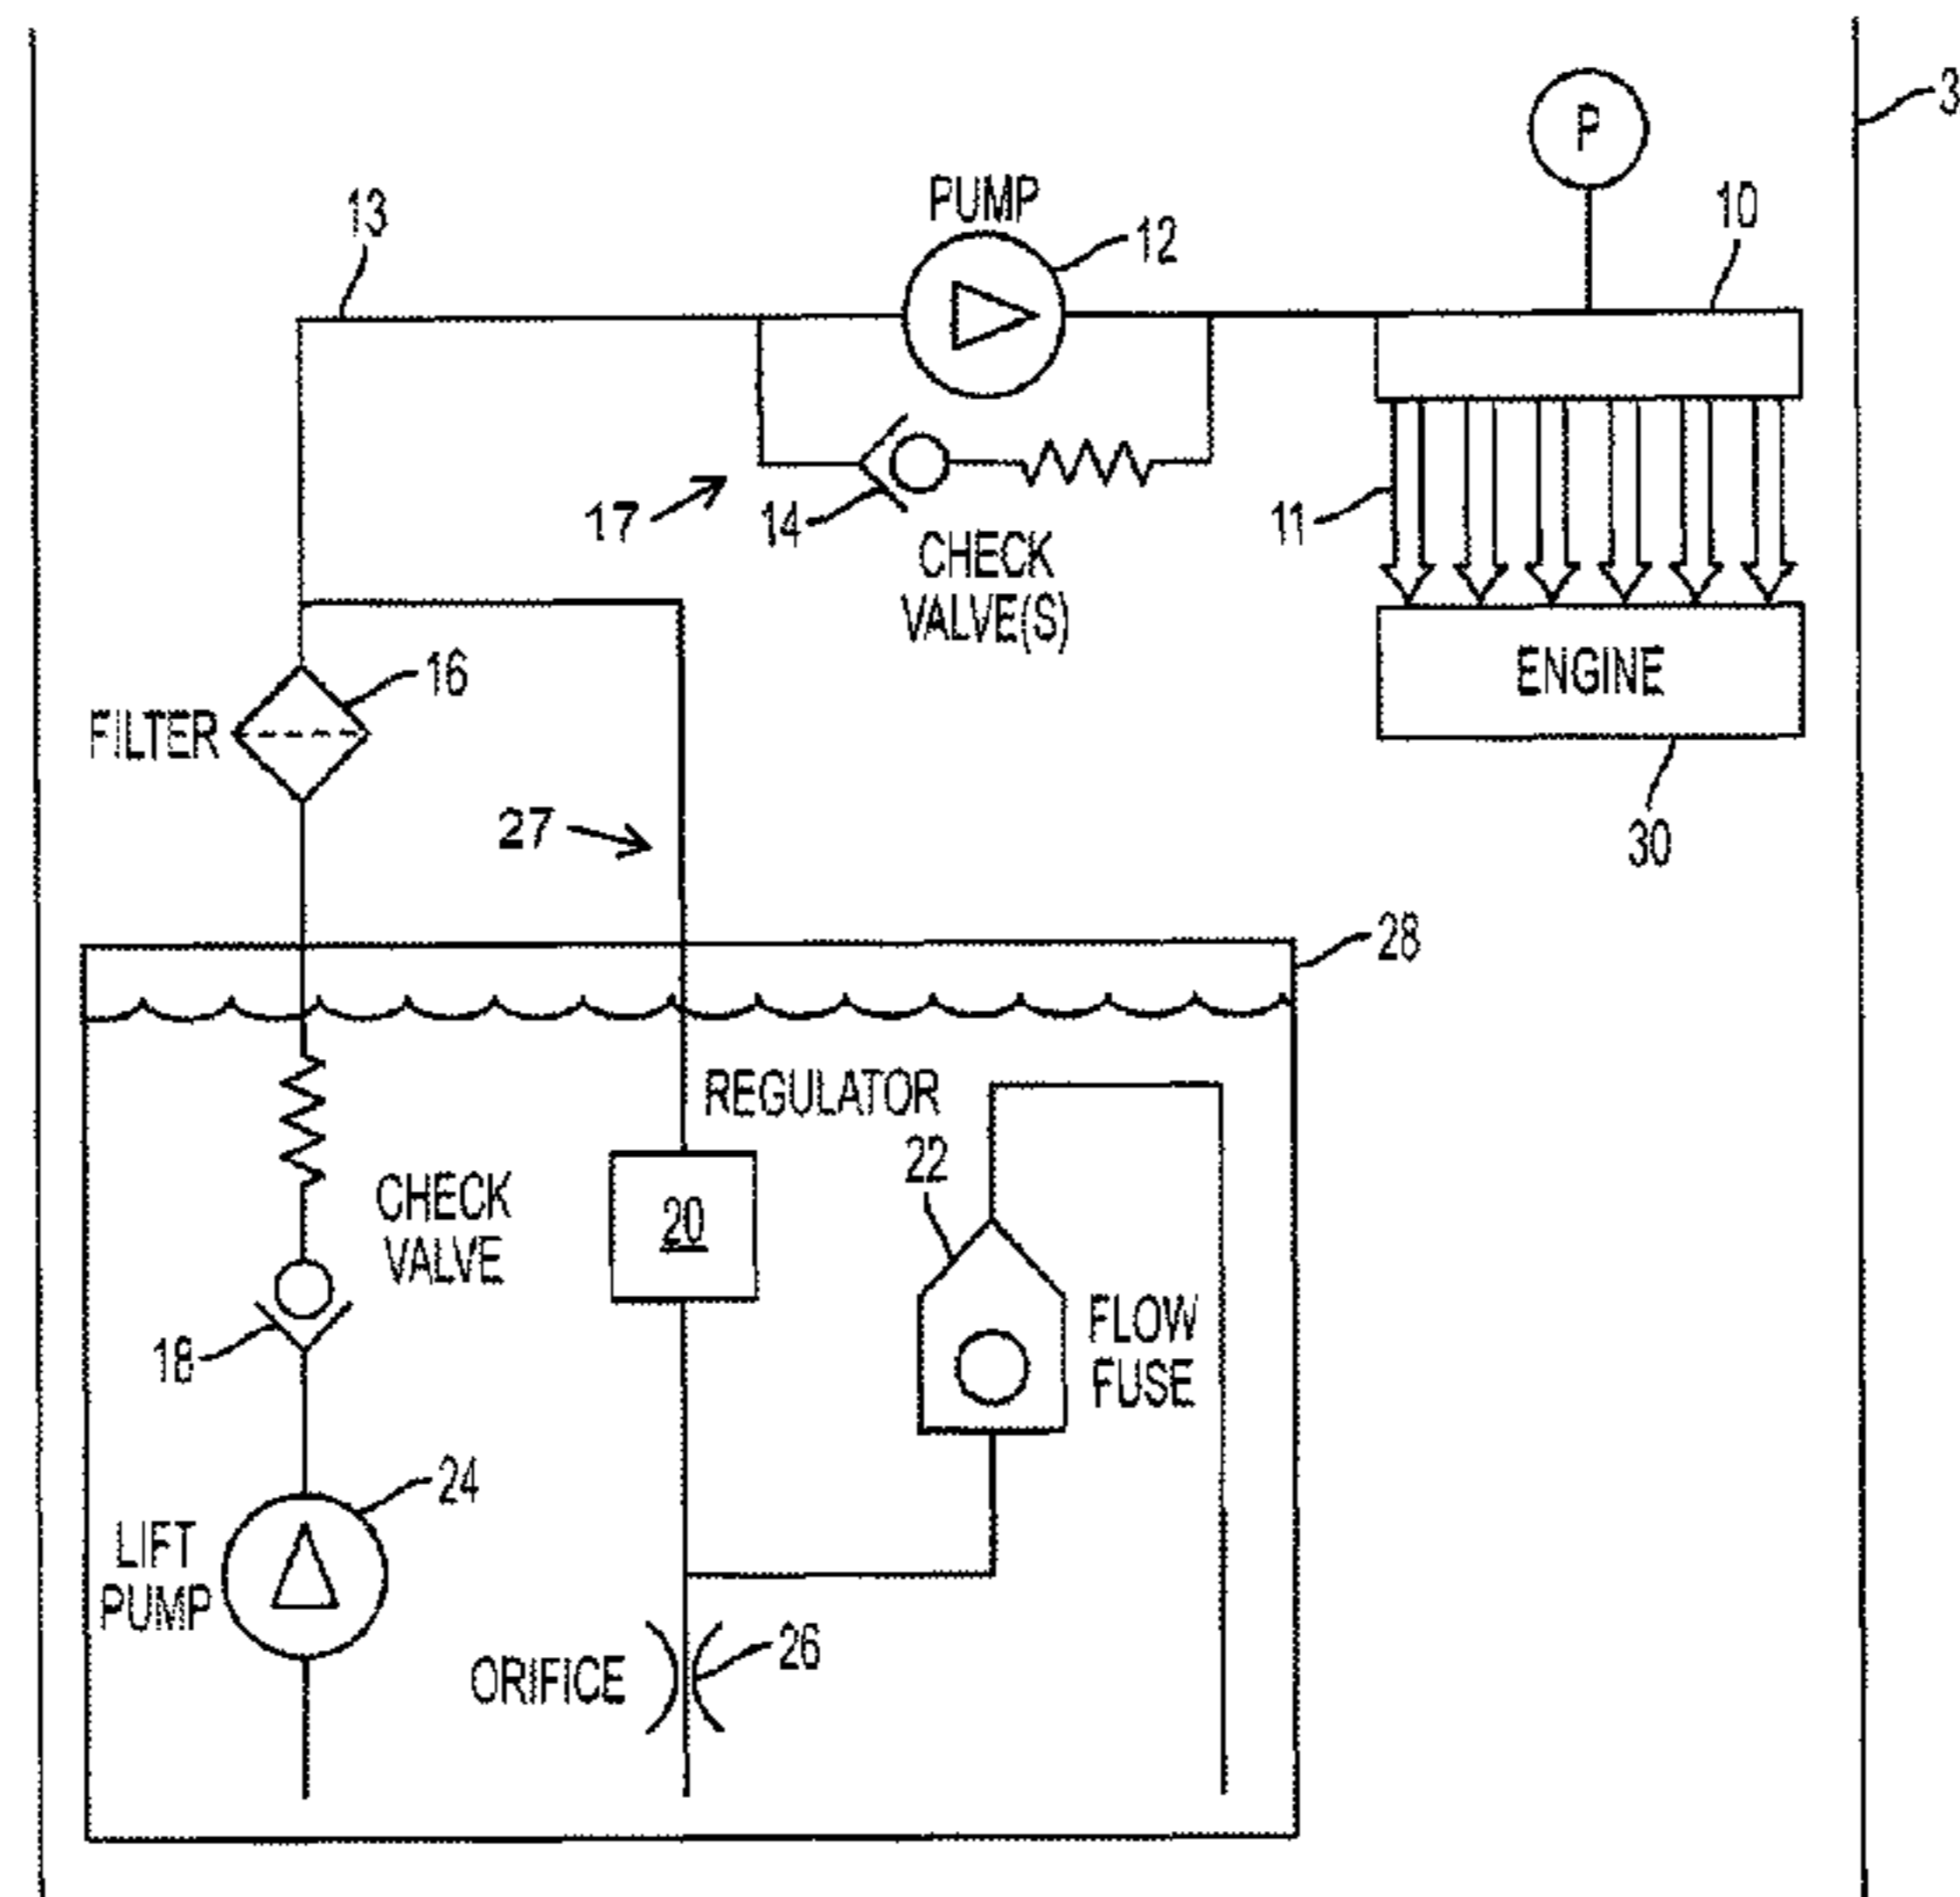 P
3
10
13
PUMP
12
17
14
11
CHECK
VALVE(S)
ENGINE
16
FILTER
27
30
28
REGULATOR
22
CHECK
VALVE
20
FLOW
FUSE
18
24
LIFT
PUMP
ORIFICE
26